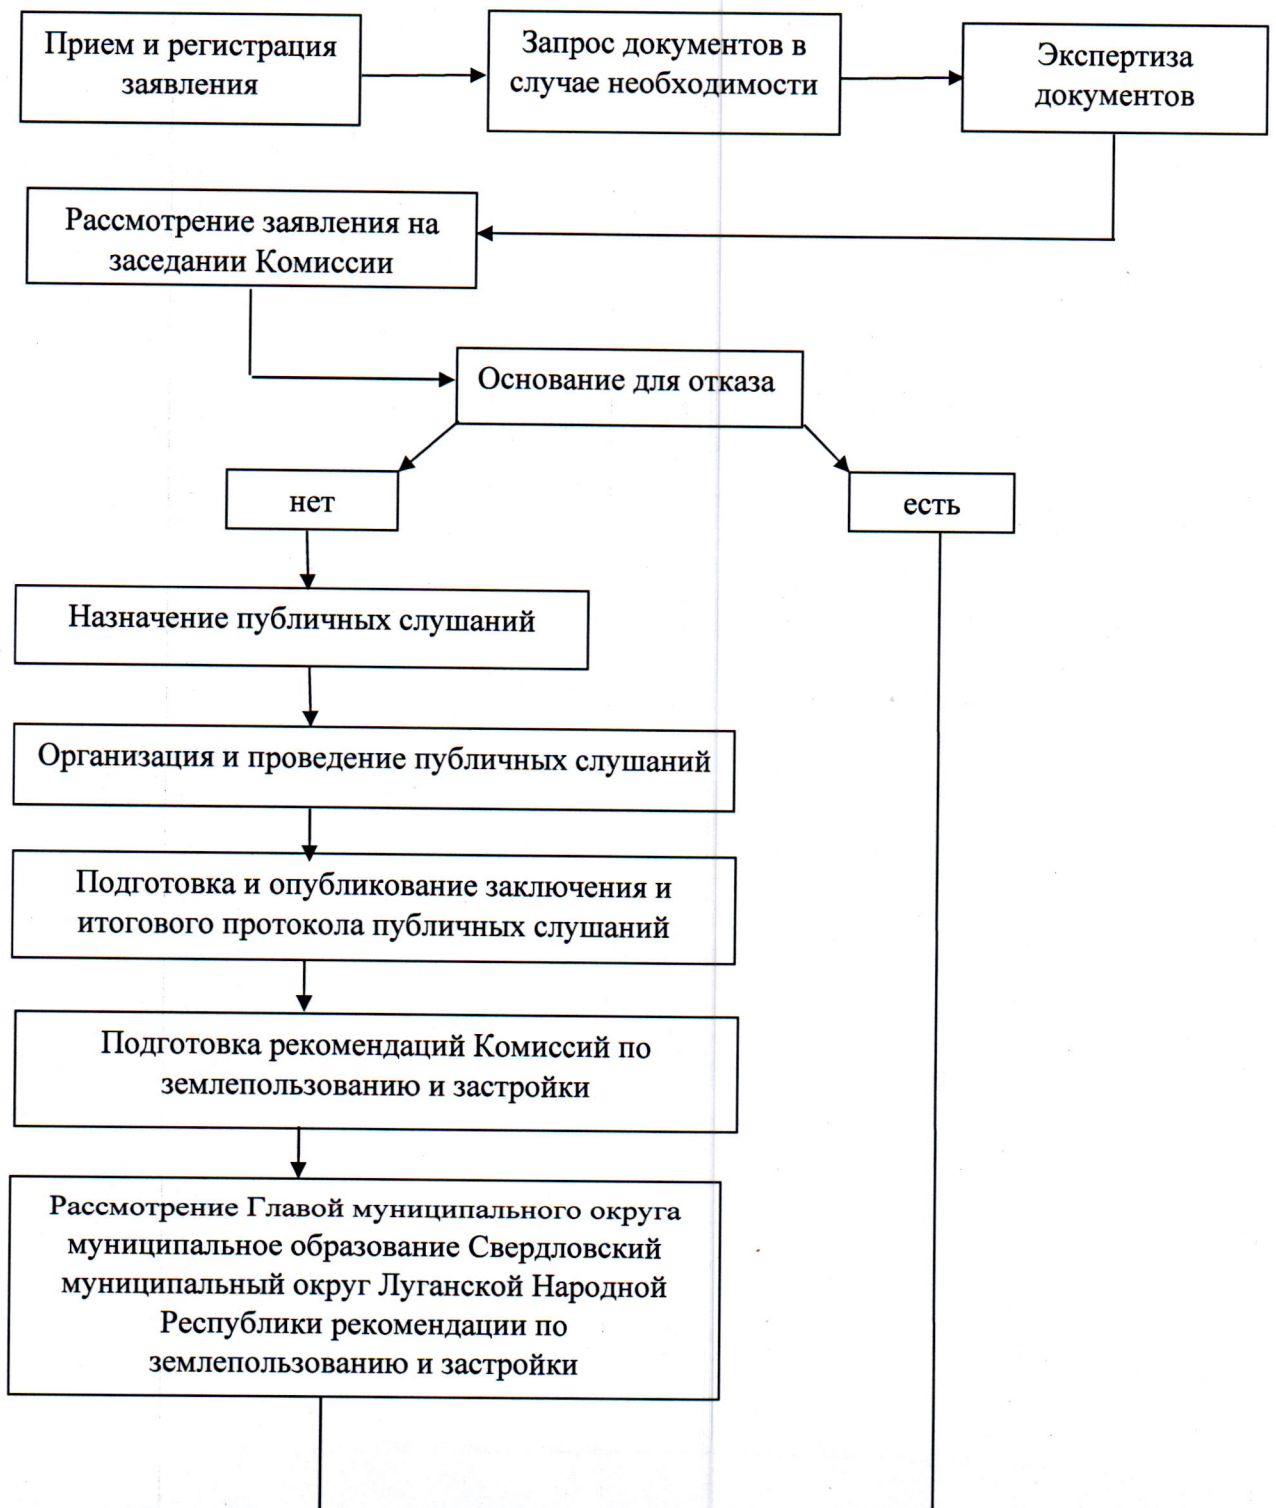 Прием и регистрация
заявления
Запрос документов в
случае необходимости
Экспертиза
документов
Рассмотрение заявления на
заседании Комиссии
Основание для отказа
нет
есть
Назначение публичных слушаний
Организация и проведение публичных слушаний
Подготовка и опубликование заключения и
итогового протокола публичных слушаний
Подготовка рекомендаций Комиссий по
землепользованию и застройки
Рассмотрение Главой муниципального округа
муниципальное образование Свердловский
муниципальный округ Луганской Народной
Республики рекомендации по
землепользованию и застройки